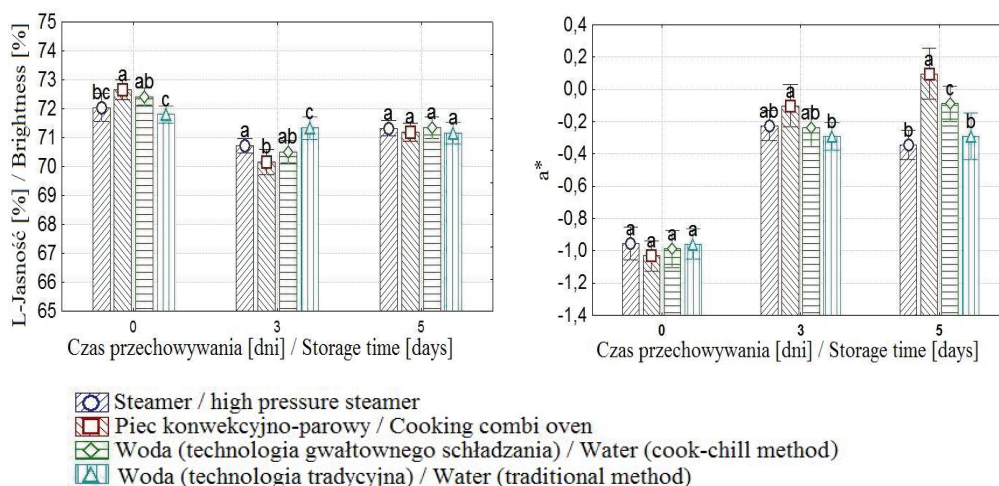 L-Jasność [%] / Brightness [%]
75
74
73
72
71
70
69
68
67
66
65
bc
a
ab
c
a
b
ab
c
a
a
a
a
0
3
5
Czas przechowywania [dni] / Storage time [days]
a*
0,4
0,2
0,0
-0,2
-0,4
-0,6
-0,8
-1,0
-1,2
-1,4
a
a
a
a
ab
a
ab
b
b
a
c
b
0
3
5
Czas przechowywania [dni] / Storage time [days]
Steamer / high pressure steamer
Piec konwekcyjno-parowy / Cooking combi oven
Woda (technologia gwałtownego schładzania) / Water (cook-chill method)
Woda (technologia tradycyjna) / Water (traditional method)